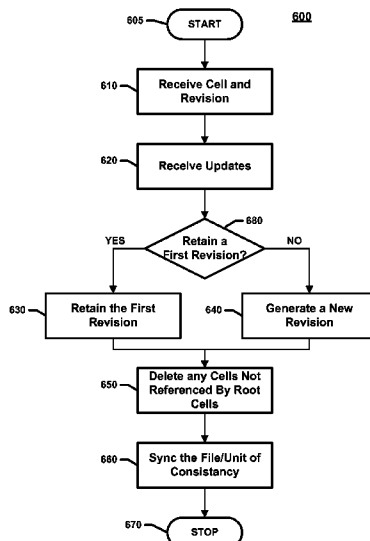 600
605
START
610
Receive Cell and
Revision
620
Receive Updates
680
Retain a
First Revision?
YES
NO
630
Retain the First
Revision
640
Generate a New
Revision
650
Delete any Cells Not
Referenced By Root
Cells
660
Sync the File/Unit of
Consistancy
670
STOP